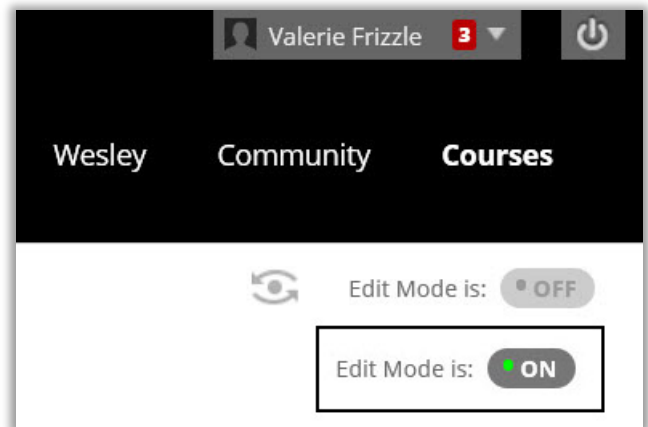 Valerie Frizzle 3
Wesley Community Courses
Edit Mode is: OFF
Edit Mode is: ON